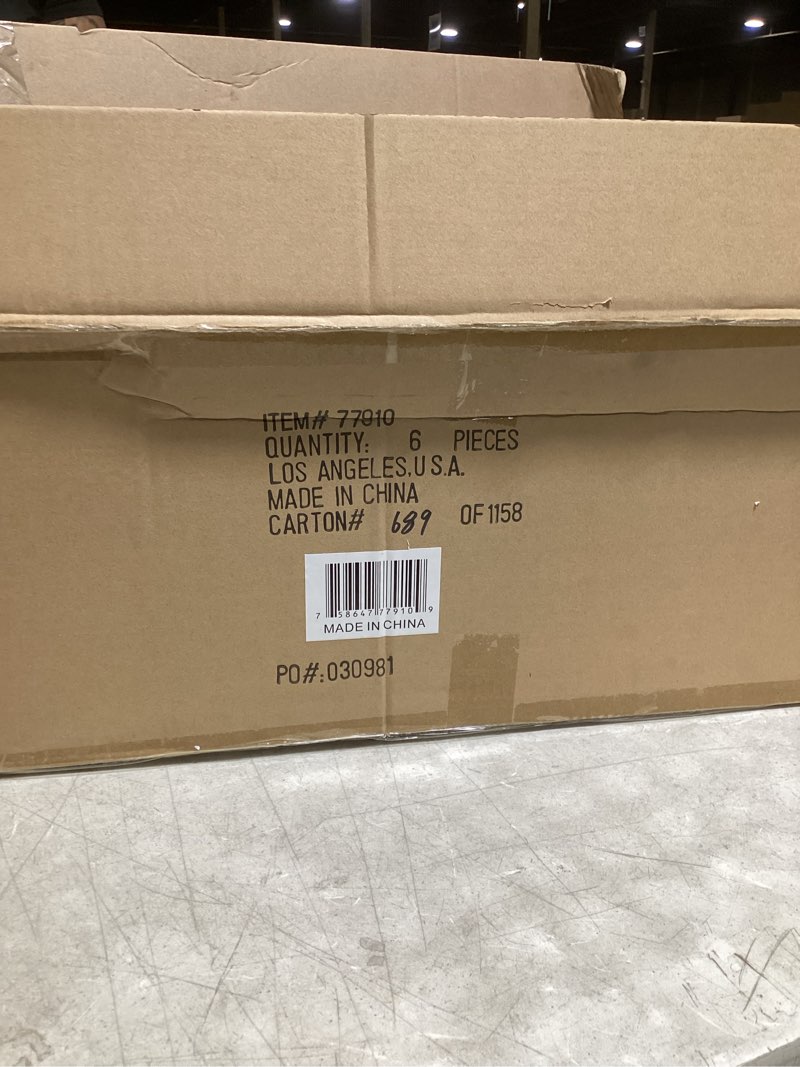 ITEM# 77910
QUANTITY: 6 PIECES
LOS ANGELES,U S.A.
MADE IN CHINA
CARTON# 689 OF 1158
7 58647 77910 9
MADE IN CHINA
PO#:030981